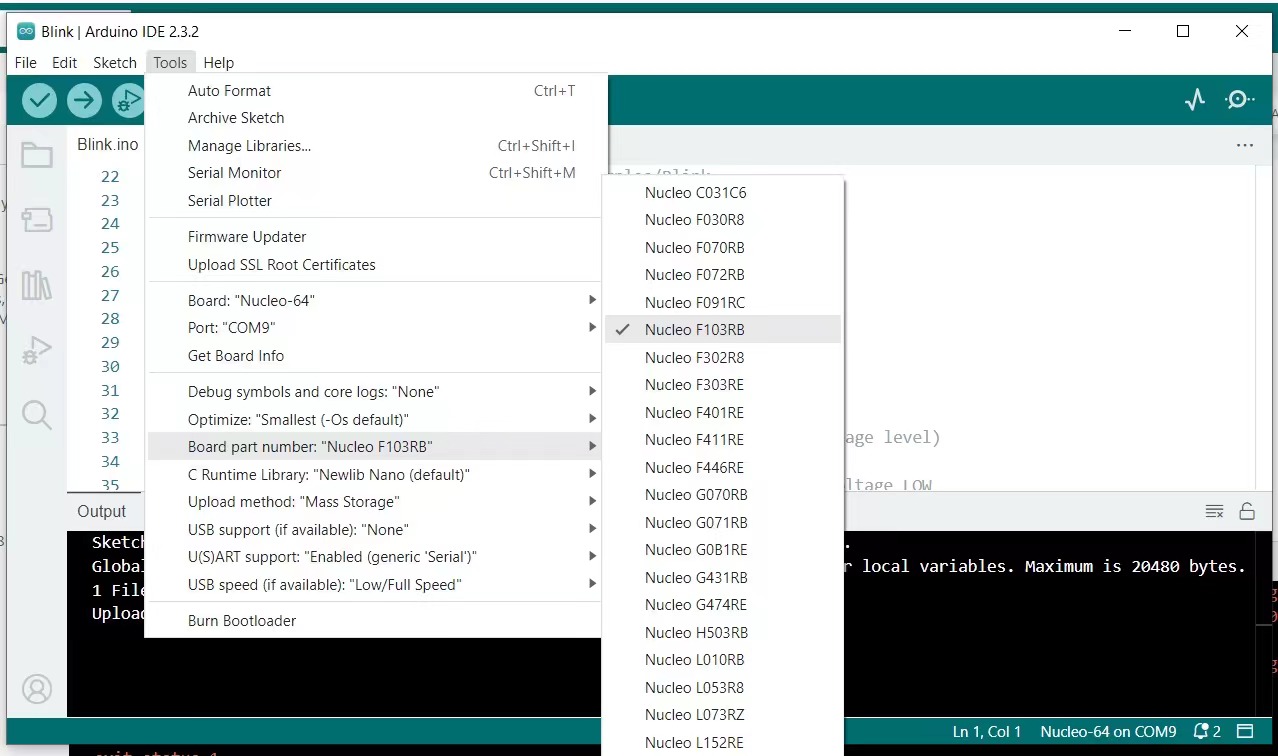 Blink | Arduino IDE 2.3.2
File Edit Sketch Tools Help
Auto Format Ctrl+T
Archive Sketch
Manage Libraries... Ctrl+Shift+I
Serial Monitor Ctrl+Shift+M
Serial Plotter
Firmware Updater
Upload SSL Root Certificates
Board: "Nucleo-64"
Port: "COM9"
Get Board Info
Debug symbols and core logs: "None"
Optimize: "Smallest (-Os default)"
Board part number: "Nucleo F103RB"
C Runtime Library: "Newlib Nano (default)"
Upload method: "Mass Storage"
USB support (if available): "None"
U(S)ART support: "Enabled (generic 'Serial')"
USB speed (if available): "Low/Full Speed"
Burn Bootloader
Nucleo C031C6
Nucleo F030R8
Nucleo F070RB
Nucleo F072RB
Nucleo F091RC
Nucleo F103RB
Nucleo F302R8
Nucleo F303RE
Nucleo F401RE
Nucleo F411RE
Nucleo F446RE
Nucleo G070RB
Nucleo G071RB
Nucleo G0B1RE
Nucleo G431RB
Nucleo G474RE
Nucleo H503RB
Nucleo L010RB
Nucleo L053R8
Nucleo L073RZ
Nucleo L152RE
Blink.ino
22
23
24
25
26
27
28
29
30
31
32
33
34
35
age level)
ltage LOW
Output
Sketch
Global
r local variables. Maximum is 20480 bytes.
1 File
Upload
Ln 1, Col 1 Nucleo-64 on COM9 2